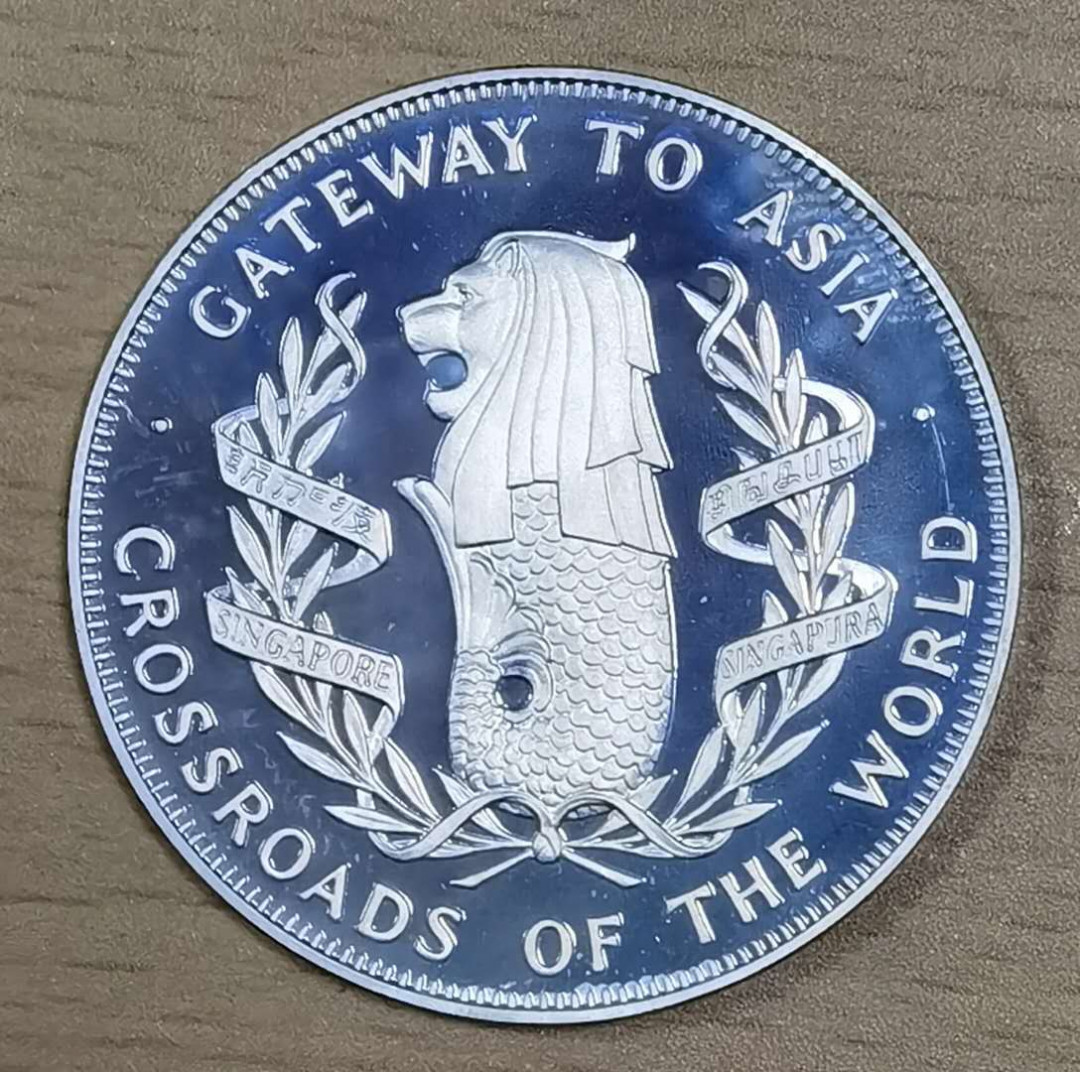 GATEWAY TO ASIA
CROSSROADS OF THE WORLD
SINGAPORE
SINGAPURA